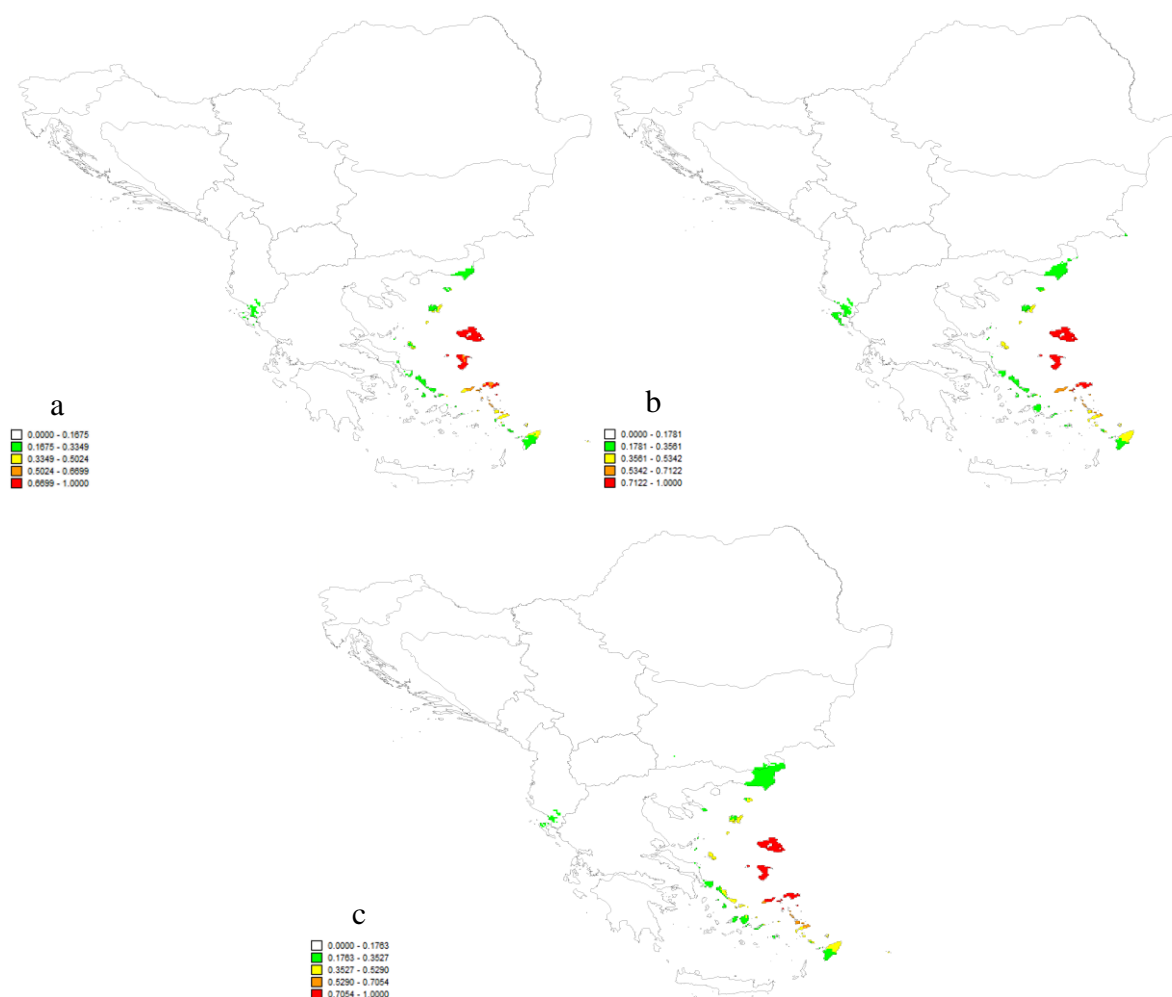 a
0.0000 - 0.1675
0.1675 - 0.3349
0.3349 - 0.5024
0.5024 - 0.6699
0.6699 - 1.0000
b
0.0000 - 0.1781
0.1781 - 0.3561
0.3561 - 0.5342
0.5342 - 0.7122
0.7122 - 1.0000
c
0.0000 - 0.1763
0.1763 - 0.3527
0.3527 - 0.5290
0.5290 - 0.7054
0.7054 - 1.0000